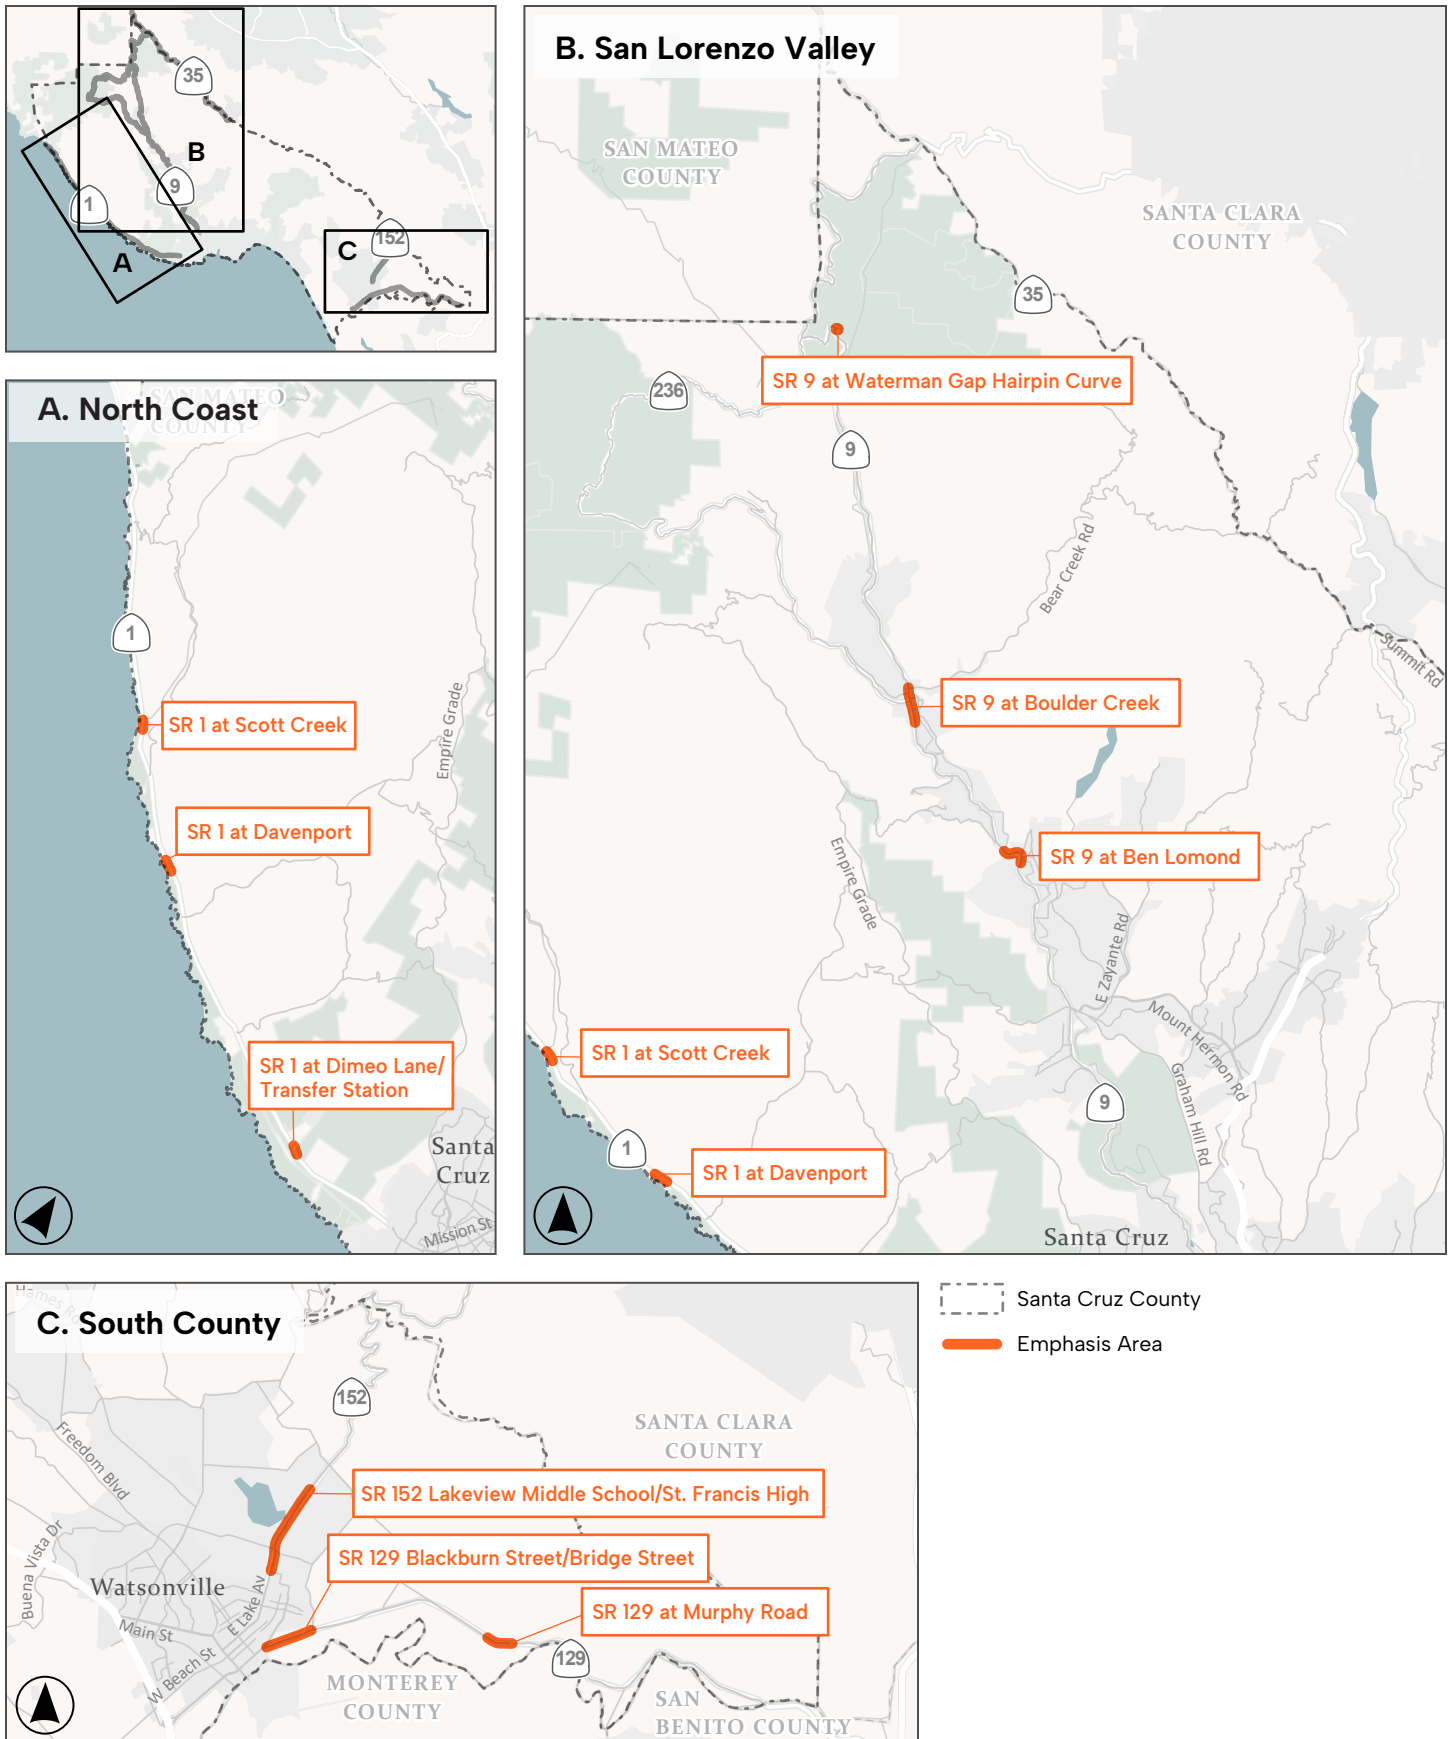 35
B
9
1
A
152
C
A. North Coast
SAN MATEO
COUNTY
1
SR 1 at Scott Creek
Empire Grade
SR 1 at Davenport
SR 1 at Dimeo Lane/
Transfer Station
Santa
Cruz
Mission St
B. San Lorenzo Valley
SAN MATEO
COUNTY
SANTA CLARA
COUNTY
35
SR 9 at Waterman Gap Hairpin Curve
236
9
Bear Creek Rd
Summit Rd
SR 9 at Boulder Creek
SR 9 at Ben Lomond
Empire Grade
E Zayante Rd
Mount Hermon Rd
Graham Hill Rd
SR 1 at Scott Creek
9
1
SR 1 at Davenport
Santa Cruz
C. South County
Hames R
152
SANTA CLARA
COUNTY
Freedom Blvd
SR 152 Lakeview Middle School/St. Francis High
SR 129 Blackburn Street/Bridge Street
Buena Vista Dr
Watsonville
E Lake Av
SR 129 at Murphy Road
Main St
W Beach St
129
MONTEREY
COUNTY
SAN
BENITO COUNTY
Santa Cruz County
Emphasis Area